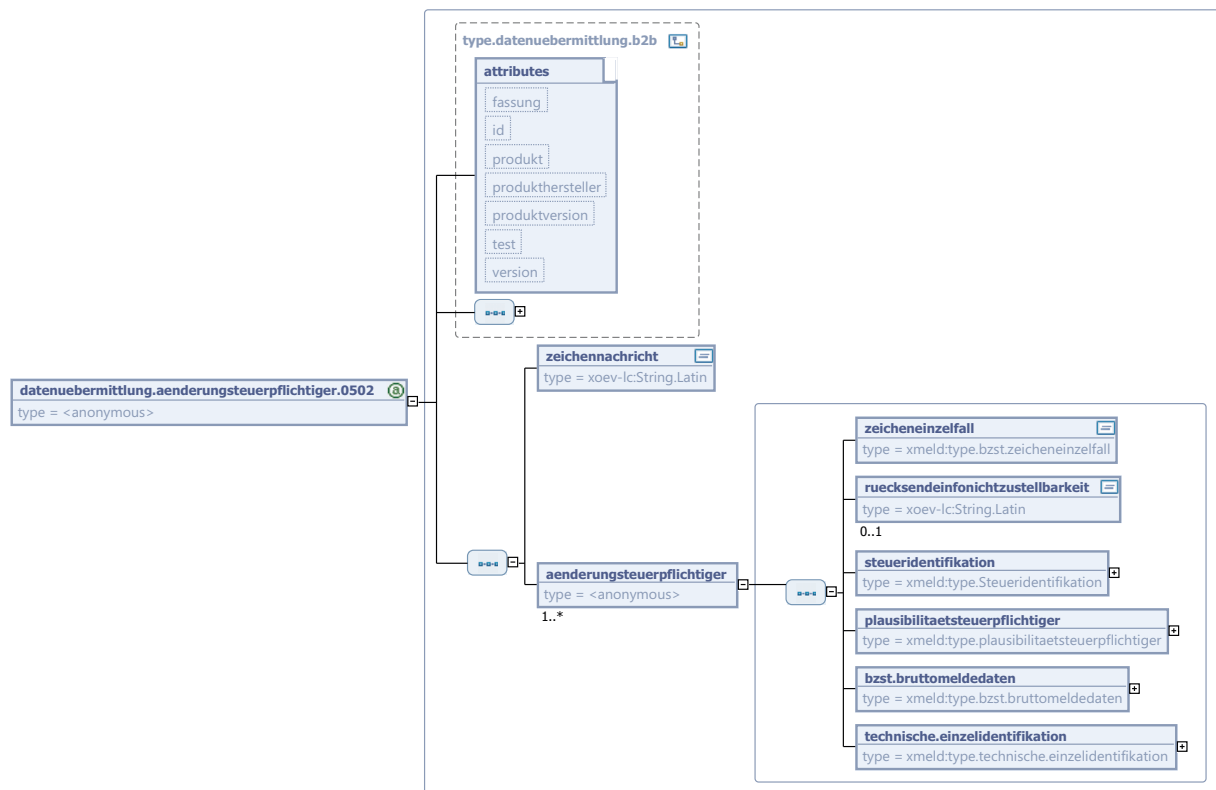 type.datenuebermittlung.b2b
attributes
fassung
id
produkt
produkthersteller
produktversion
test
version
zeichennachricht
type = xoev-lc:String.Latin
datenuebermittlung.aenderungsteuerpflichtiger.0502 a
type = <anonymous>
zeicheneinzelfall
type = xmeld:type.bzst.zeicheneinzelfall
ruecksendeinfonichtzustellbarkeit
type = xoev-lc:String.Latin
0..1
aenderungsteuerpflichtiger
type = <anonymous>
1..*
steueridentifikation
type = xmeld:type.Steueridentifikation
plausibilitaetsteuerpflichtiger
type = xmeld:type.plausibilitaetsteuerpflichtiger
bzst.bruttomeldedaten
type = xmeld:type.bzst.bruttomeldedaten
technische.einzelidentifikation
type = xmeld:type.technische.einzelidentifikation